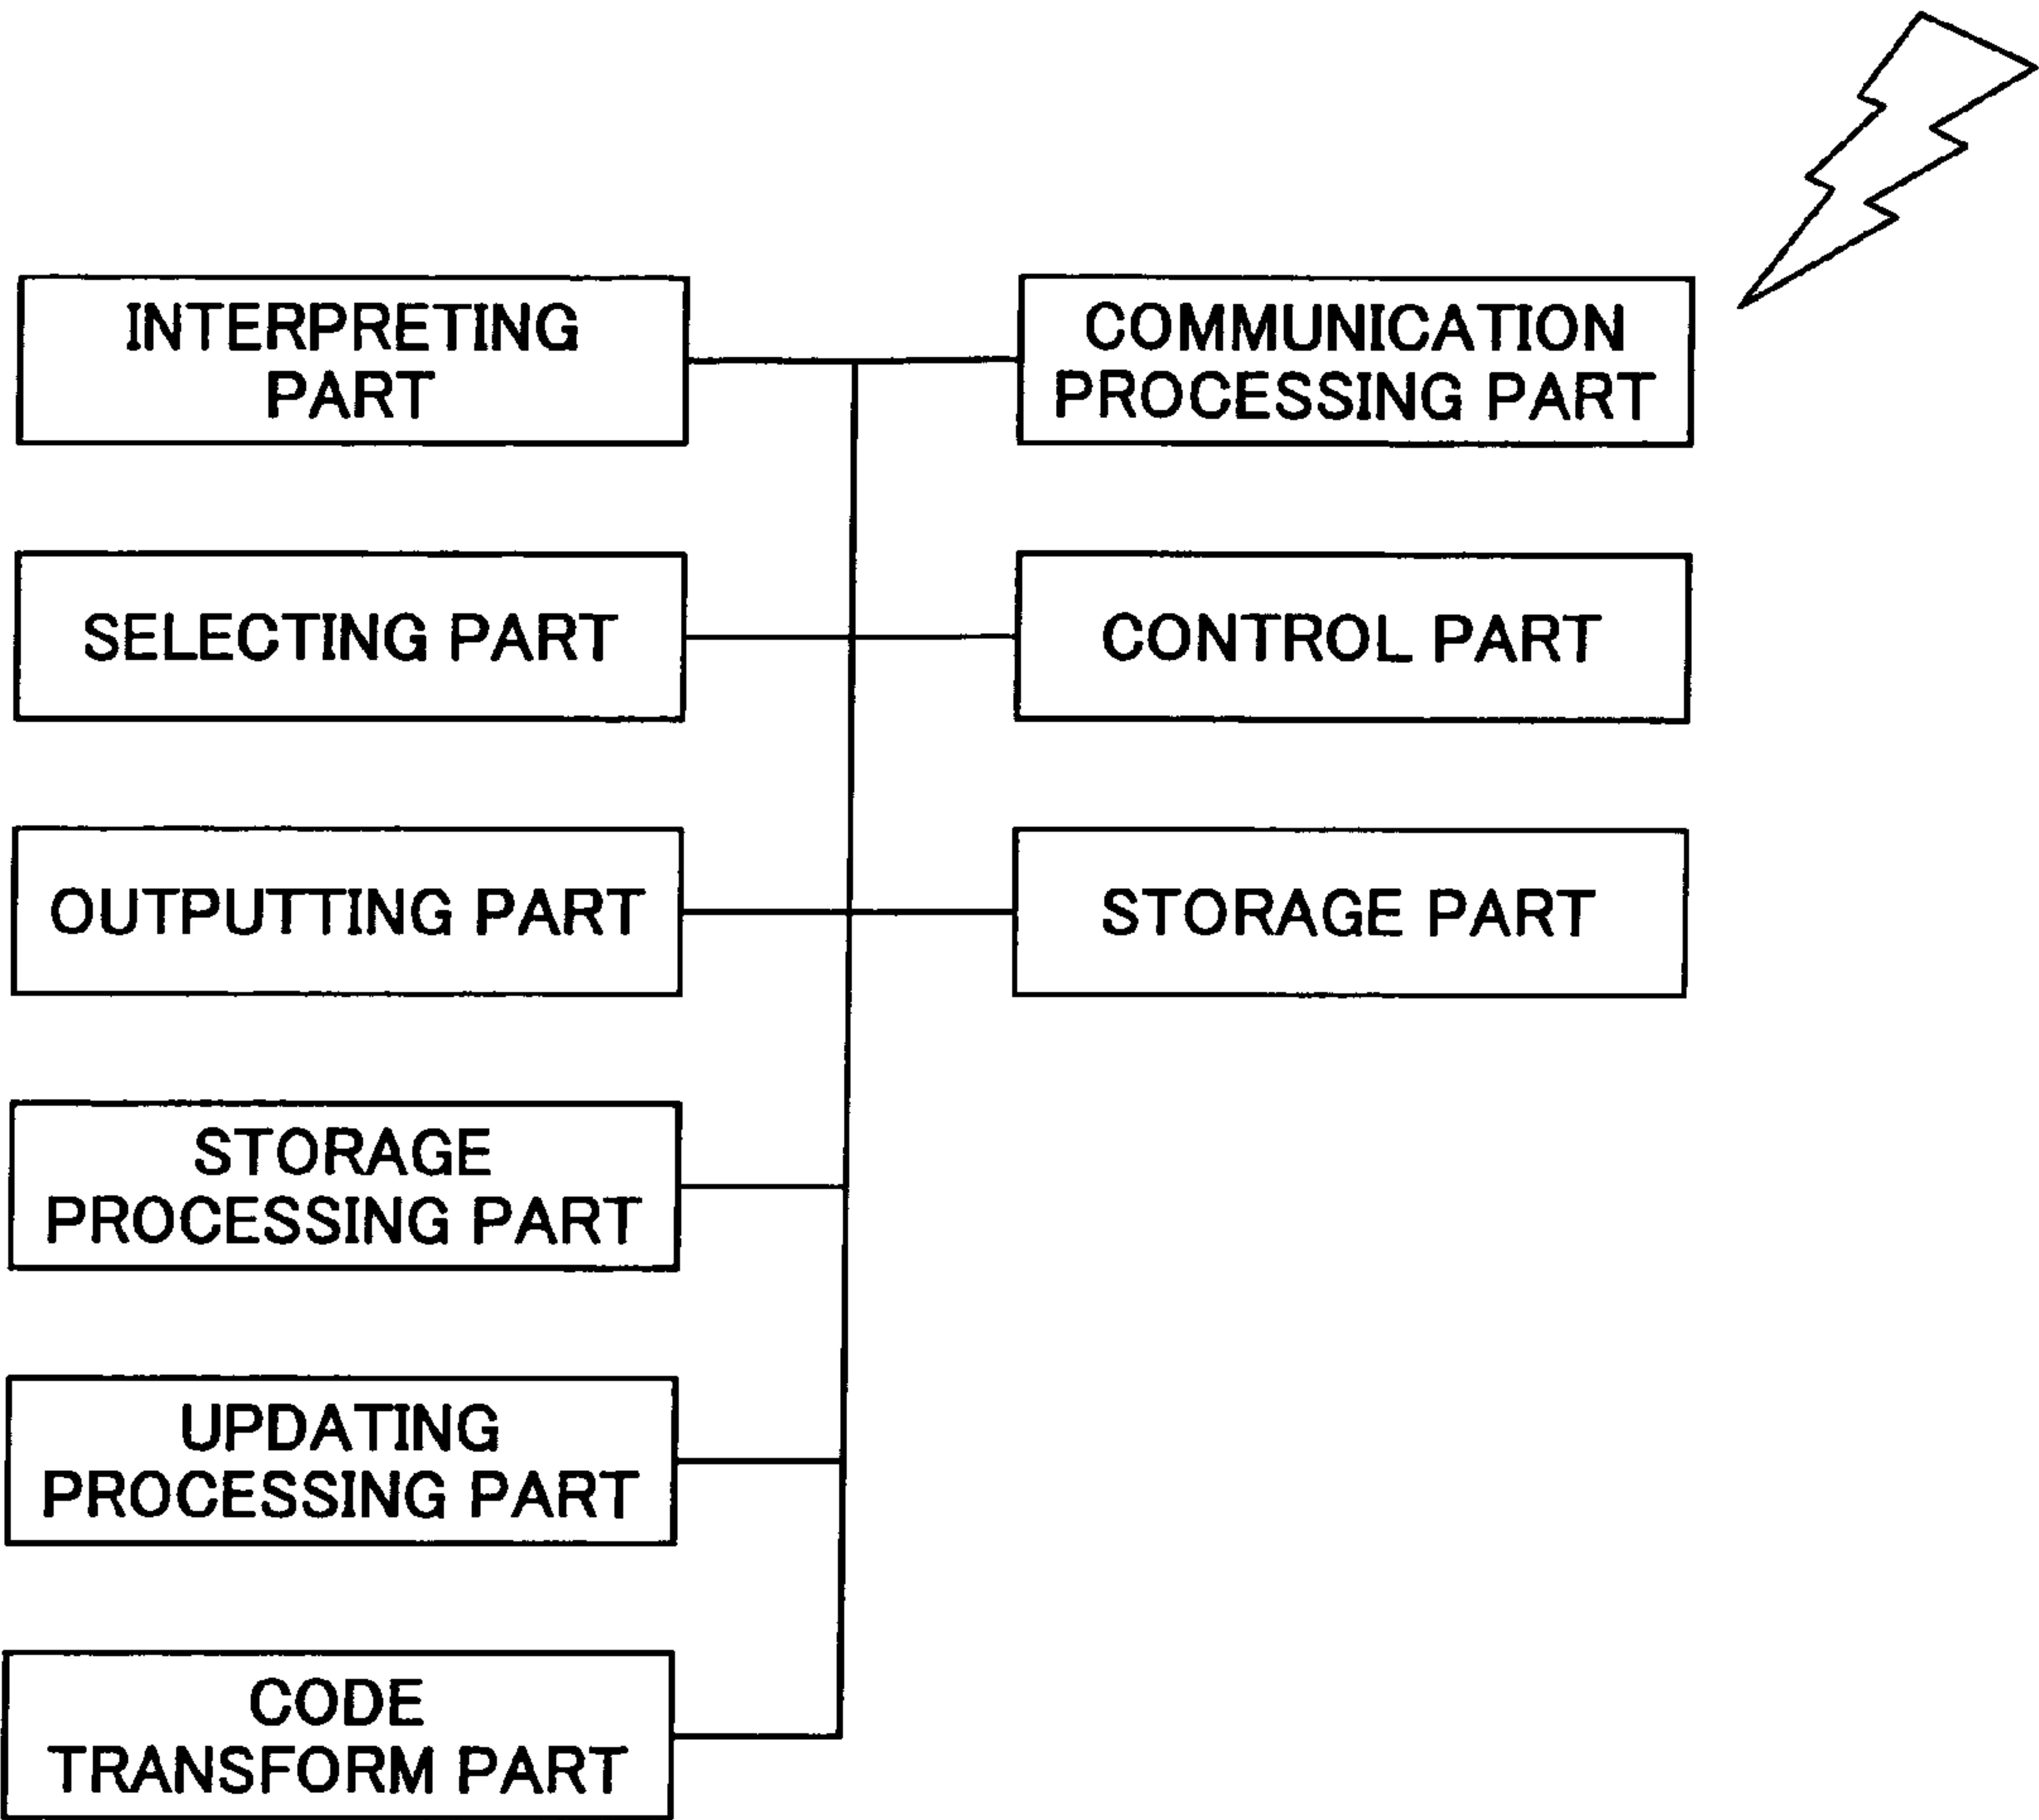 INTERPRETING
PART
COMMUNICATION
PROCESSING PART
SELECTING PART
CONTROL PART
OUTPUTTING PART
STORAGE PART
STORAGE
PROCESSING PART
UPDATING
PROCESSING PART
CODE
TRANSFORM PART